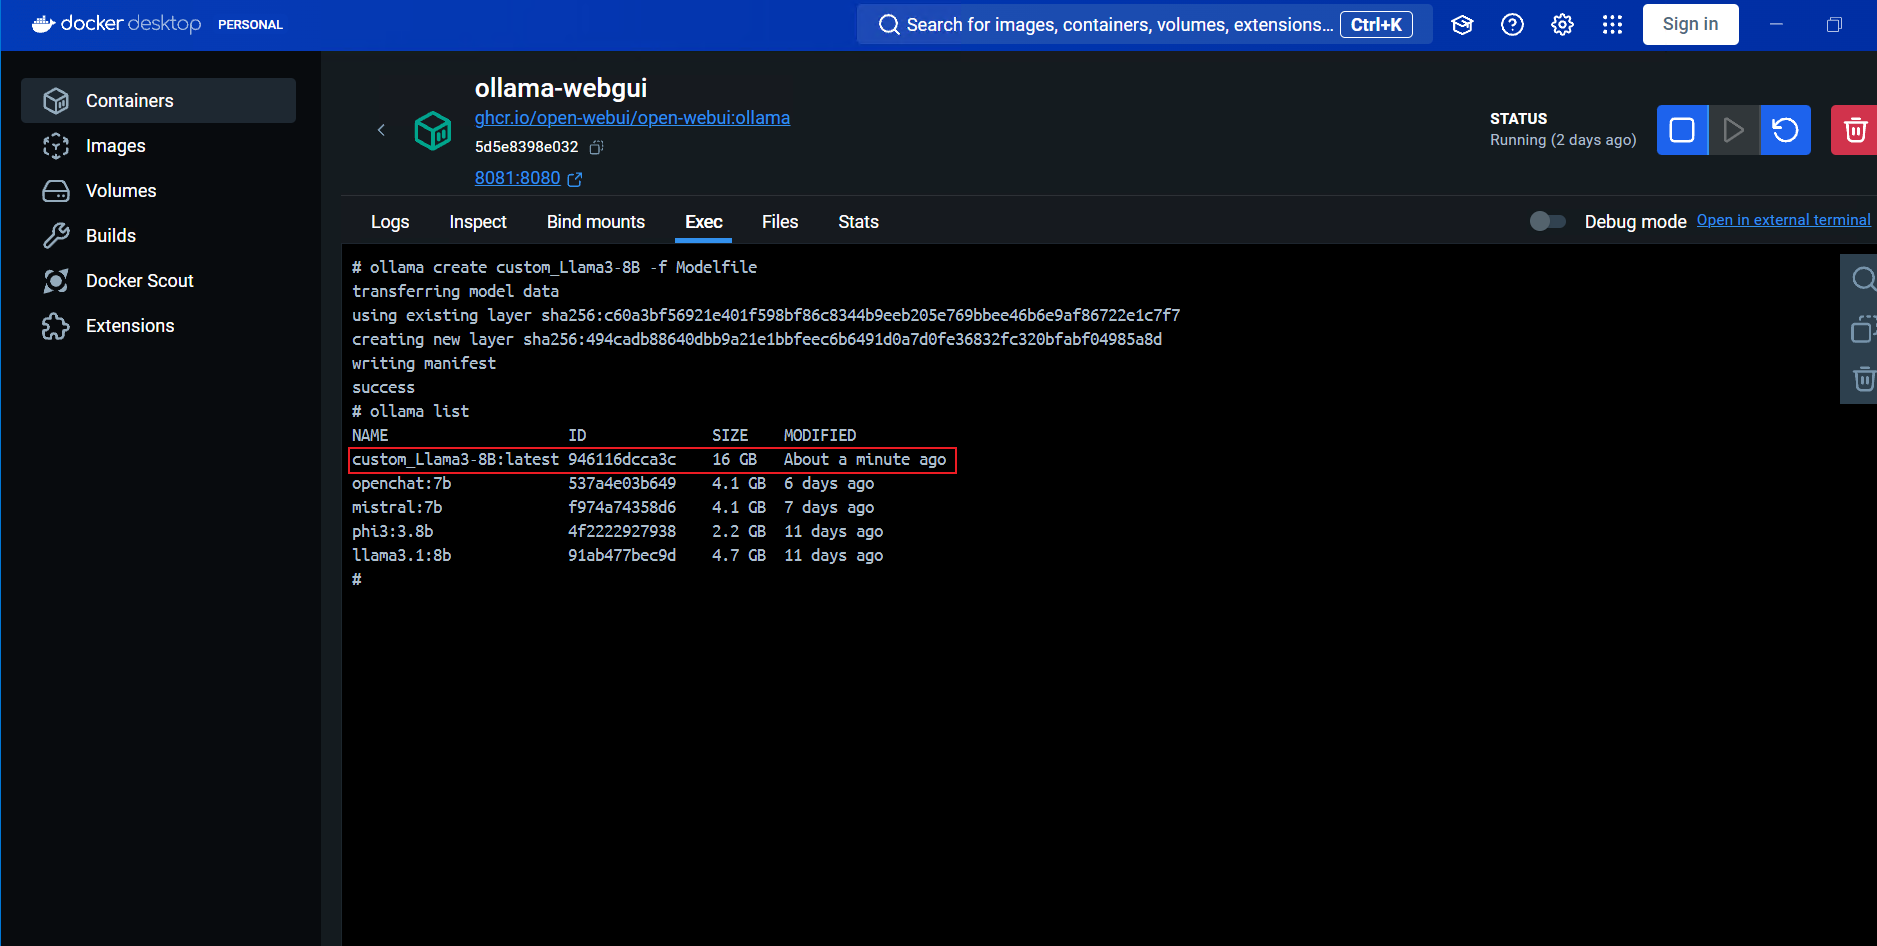 docker desktop PERSONAL
Search for images, containers, volumes, extensions... Ctrl+K
Sign in
Containers
Images
Volumes
Builds
Docker Scout
Extensions
ollama-webgui
ghcr.io/open-webui/open-webui:ollama
5d5e8398e032
8081:8080
STATUS
Running (2 days ago)
Logs Inspect Bind mounts Exec Files Stats
Debug mode Open in external terminal
# ollama create custom_Llama3-8B -f Modelfile
transferring model data
using existing layer sha256:c60a3bf56921e401f598bf86c8344b9eeb205e769bbee46b6e9af86722e1c7f7
creating new layer sha256:494cadb88640dbb9a21e1bbfeec6b6491d0a7d0fe36832fc320bfabf04985a8d
writing manifest
success
# ollama list
NAME ID SIZE MODIFIED
custom_Llama3-8B:latest 946116dcca3c 16 GB About a minute ago
openchat:7b 537a4e03b649 4.1 GB 6 days ago
mistral:7b f974a74358d6 4.1 GB 7 days ago
phi3:3.8b 4f2222927938 2.2 GB 11 days ago
llama3.1:8b 91ab477bec9d 4.7 GB 11 days ago
#